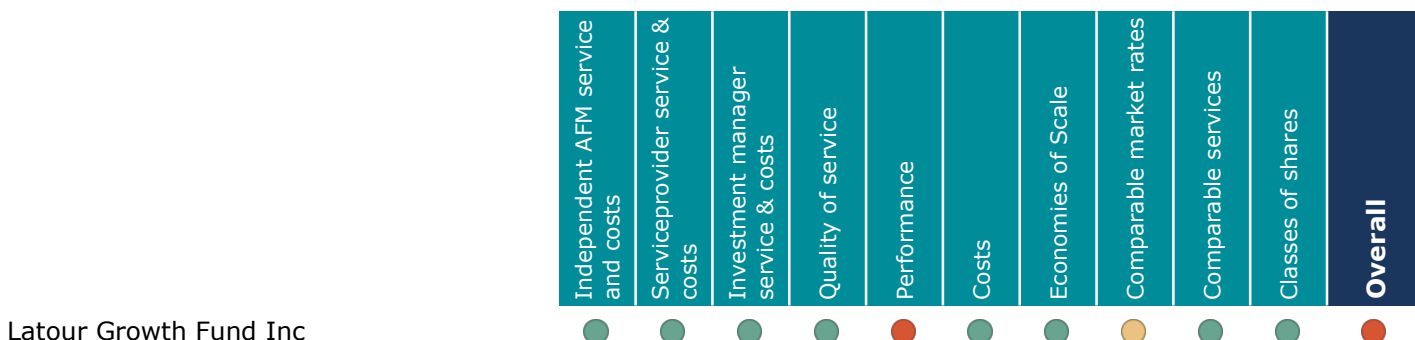 Independent AFM service
and costs
Serviceprovider service &
costs
Investment manager
service & costs
Quality of service
Performance
Costs
Economies of Scale
Comparable market rates
Comparable services
Classes of shares
Overall
Latour Growth Fund Inc